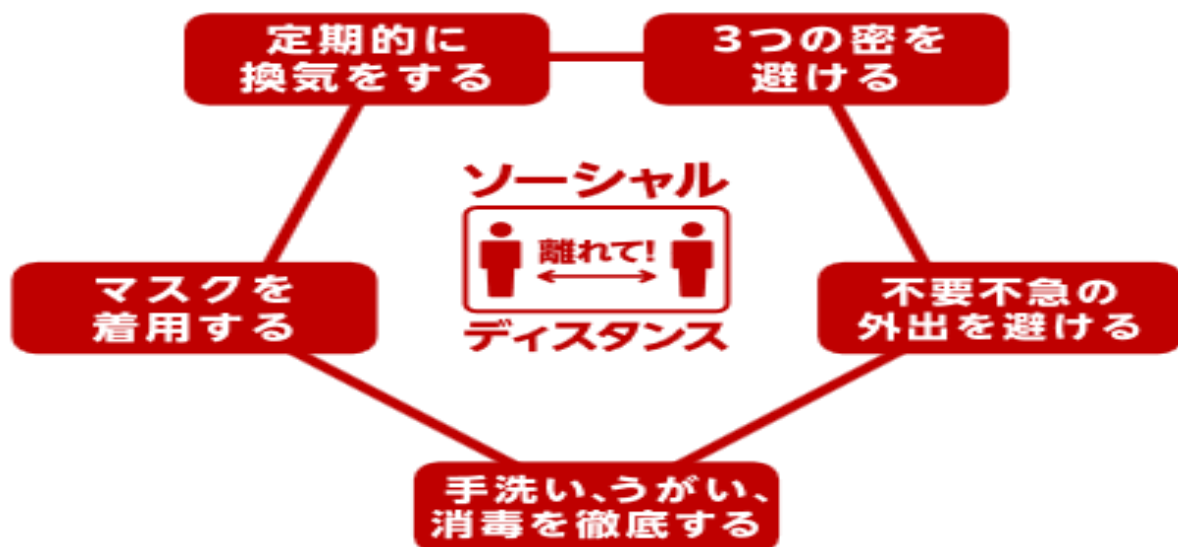 定期的に
換気をする
3つの密を
避ける
ソーシャル
離れて!
ディスタンス
マスクを
着用する
不要不急の
外出を避ける
手洗い、うがい、
消毒を徹底する